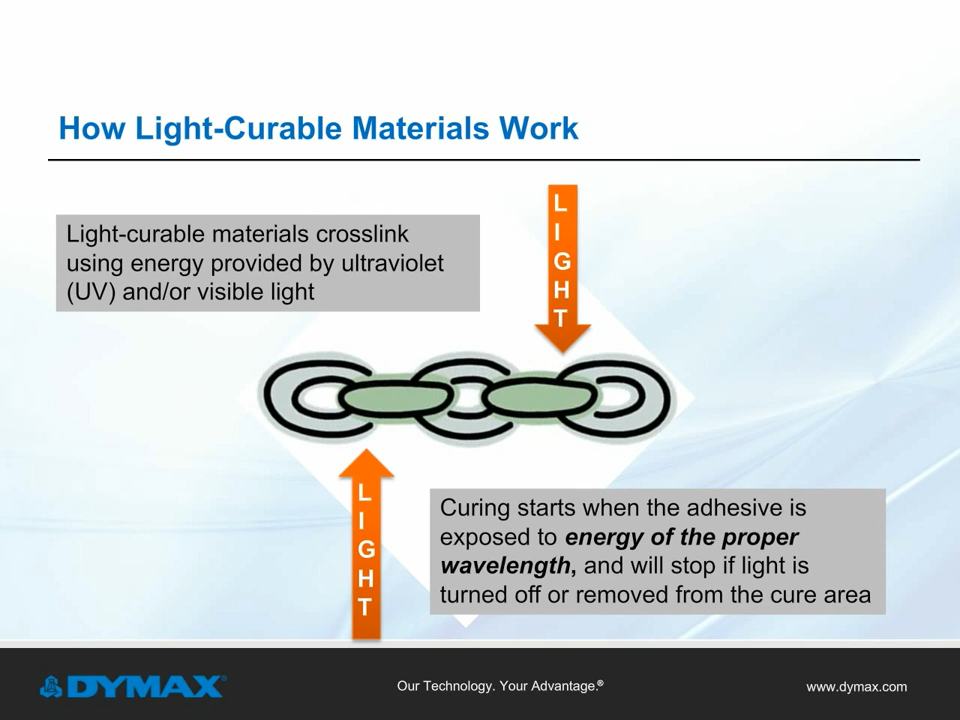 How Light-Curable Materials Work
Light-curable materials crosslink
using energy provided by ultraviolet
(UV) and/or visible light
L
I
G
H
T
L
I
G
H
T
Curing starts when the adhesive is
exposed to energy of the proper
wavelength, and will stop if light is
turned off or removed from the cure area
DYMAX
Our Technology. Your Advantage.®
www.dymax.com